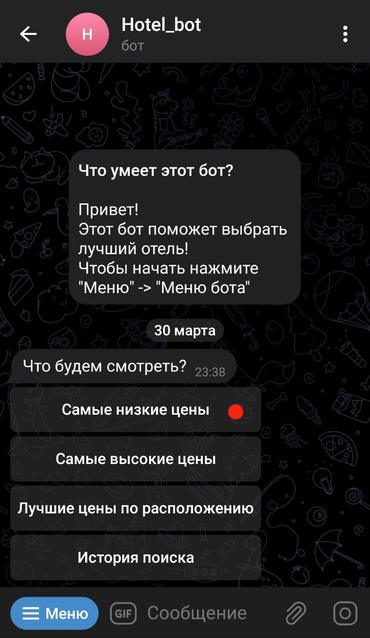 Н
Hotel_bot
бот
Что умеет этот бот?
Привет!
Этот бот поможет выбрать
лучший отель!
Чтобы начать нажмите
"Меню" -> "Меню бота"
30 марта
Что будем смотреть? 23:38
Самые низкие цены
Самые высокие цены
Лучшие цены по расположению
История поиска
Меню GIF Сообщение